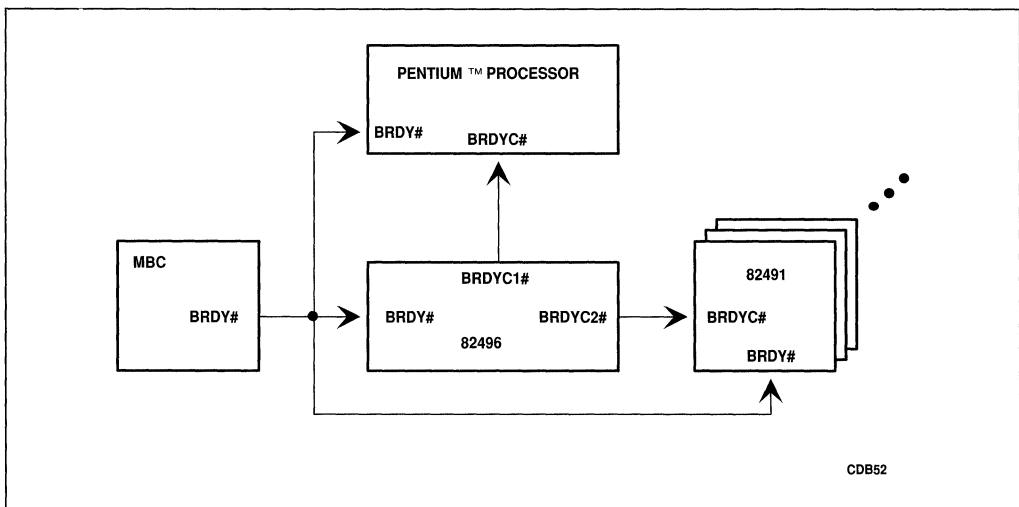 PENTIUM ™ PROCESSOR
BRDY#
BRDYC#
MBC
BRDY#
BRDYC1#
BRDY#
BRDYC2#
82496
82491
BRDYC#
BRDY#
CDB52